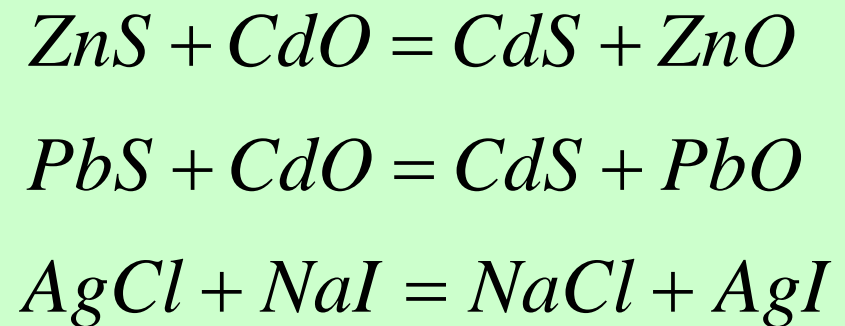 ZnS + CdO = CdS + ZnO
PbS + CdO = CdS + PbO
AgCl + NaI = NaCl + AgI